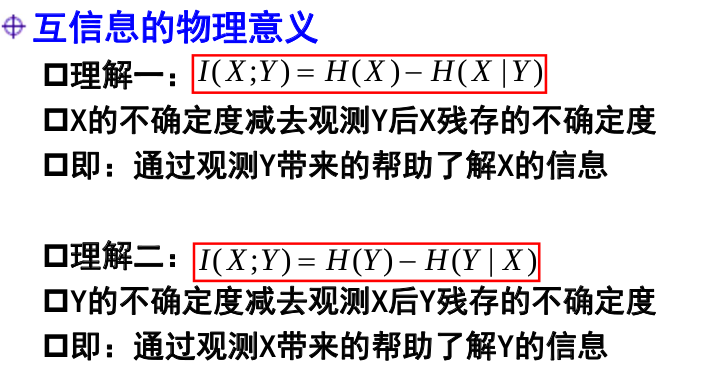 互信息的物理意义
理解一：I(X;Y) = H(X) − H(X | Y)
X的不确定度减去观测Y后X残存的不确定度
即：通过观测Y带来的帮助了解X的信息
理解二：I(X;Y) = H(Y) − H(Y | X)
Y的不确定度减去观测X后Y残存的不确定度
即：通过观测X带来的帮助了解Y的信息